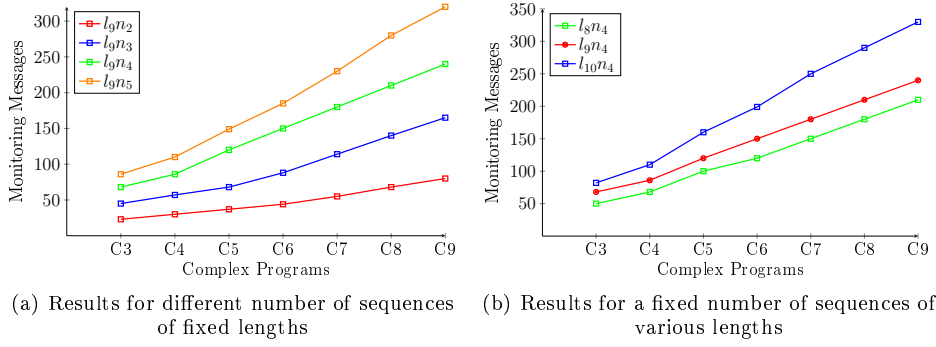 300
250
200
150
100
50
Monitoring Messages
l₉n₂
l₉n₃
l₉n₄
l₉n₅
C3 C4 C5 C6 C7 C8 C9
Complex Programs
(a) Results for different number of sequences
of fixed lengths
350
300
250
200
150
100
50
Monitoring Messages
l₈n₄
l₉n₄
l₁₀n₄
C3 C4 C5 C6 C7 C8 C9
Complex Programs
(b) Results for a fixed number of sequences of
various lengths